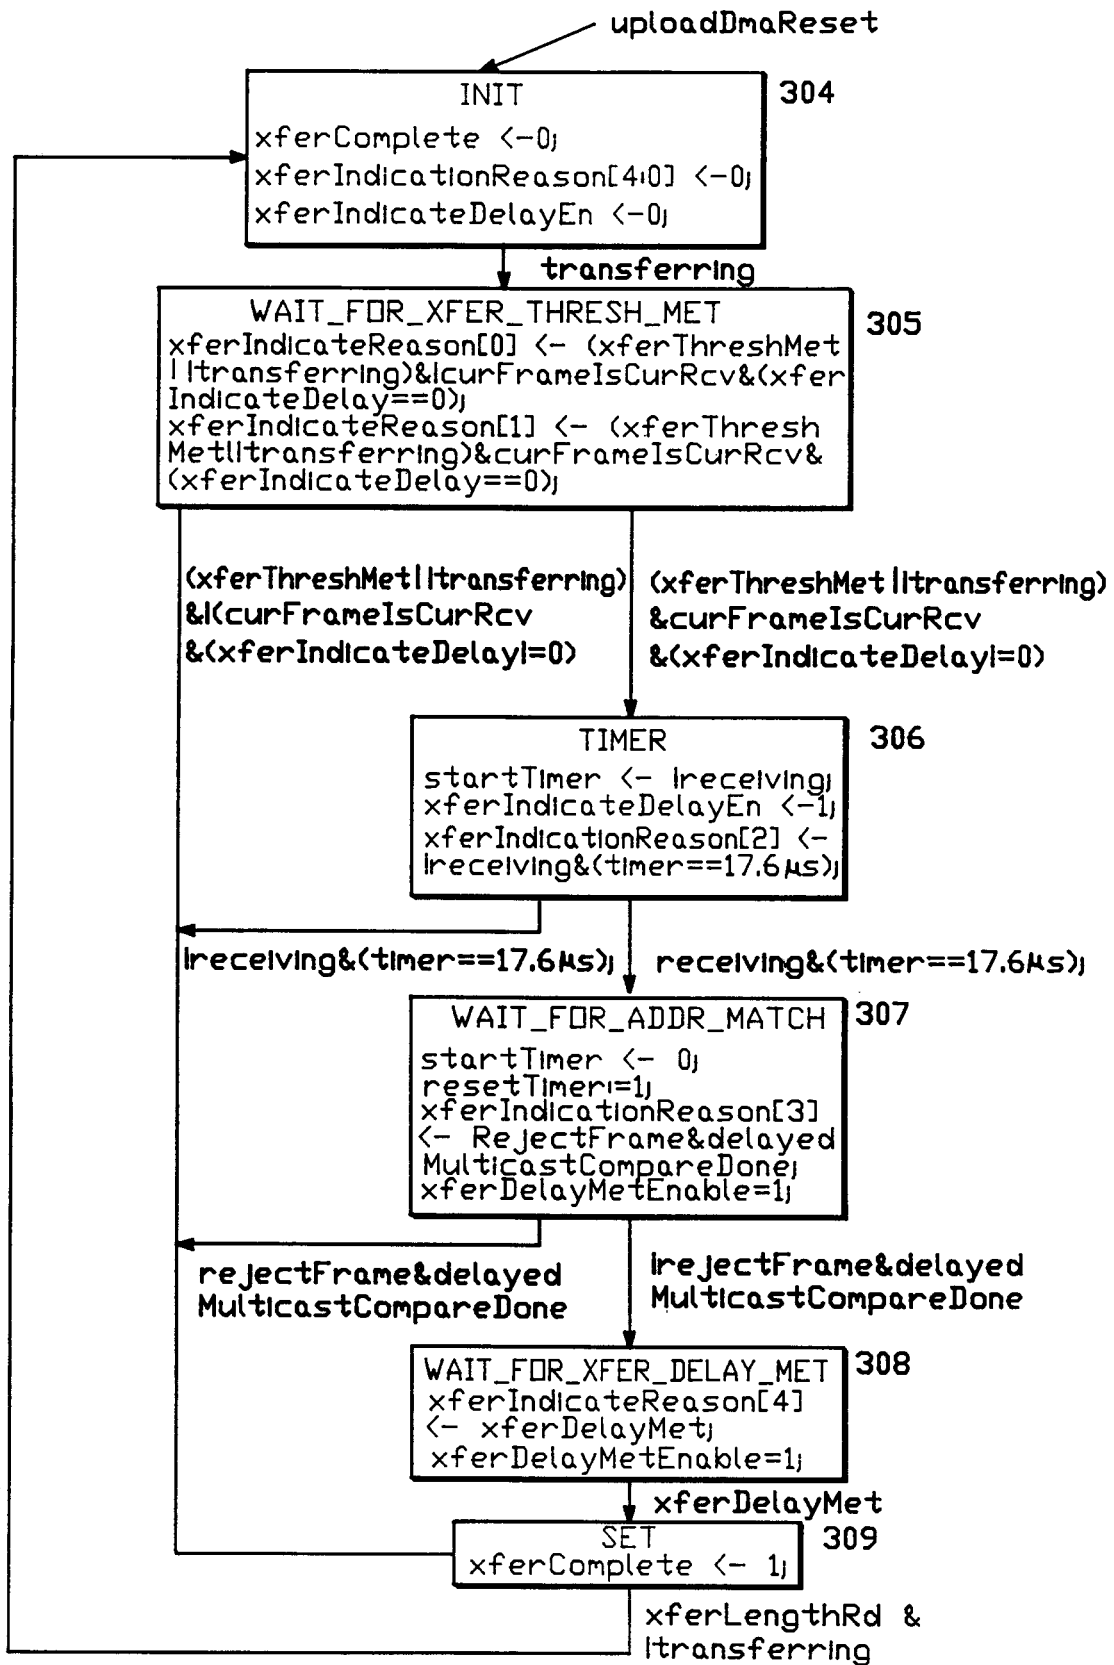 uploadDmaReset
304
INIT
xferComplete <-0;
xferIndicationReason[4:0] <-0;
xferIndicateDelayEn <-0;
transferring
305
WAIT_FOR_XFER_THRESH_MET
xferIndicateReason[0] <- (xferThreshMet
| !transferring)&!curFrameIsCurRcv&(xfer
IndicateDelay==0);
xferIndicateReason[1] <- (xferThresh
Met|!transferring)&curFrameIsCurRcv&
(xferIndicateDelay==0);
(xferThreshMet|!transferring)
&!(curFrameIsCurRcv
&(xferIndicateDelay!=0)
(xferThreshMet|!transferring)
&curFrameIsCurRcv
&(xferIndicateDelay!=0)
306
TIMER
startTimer <- !receiving;
xferIndicateDelayEn <-1;
xferIndicationReason[2] <-
!receiving&(timer==17.6µs);
!receiving&(timer==17.6µs);
receiving&(timer==17.6µs);
307
WAIT_FOR_ADDR_MATCH
startTimer <- 0;
resetTimer:=1;
xferIndicationReason[3]
<- RejectFrame&delayed
MulticastCompareDone;
xferDelayMetEnable=1;
rejectFrame&delayed
MulticastCompareDone
!rejectFrame&delayed
MulticastCompareDone
308
WAIT_FOR_XFER_DELAY_MET
xferIndicateReason[4]
<- xferDelayMet;
xferDelayMetEnable=1;
xferDelayMet
309
SET
xferComplete <- 1;
xferLengthRd &
!transferring